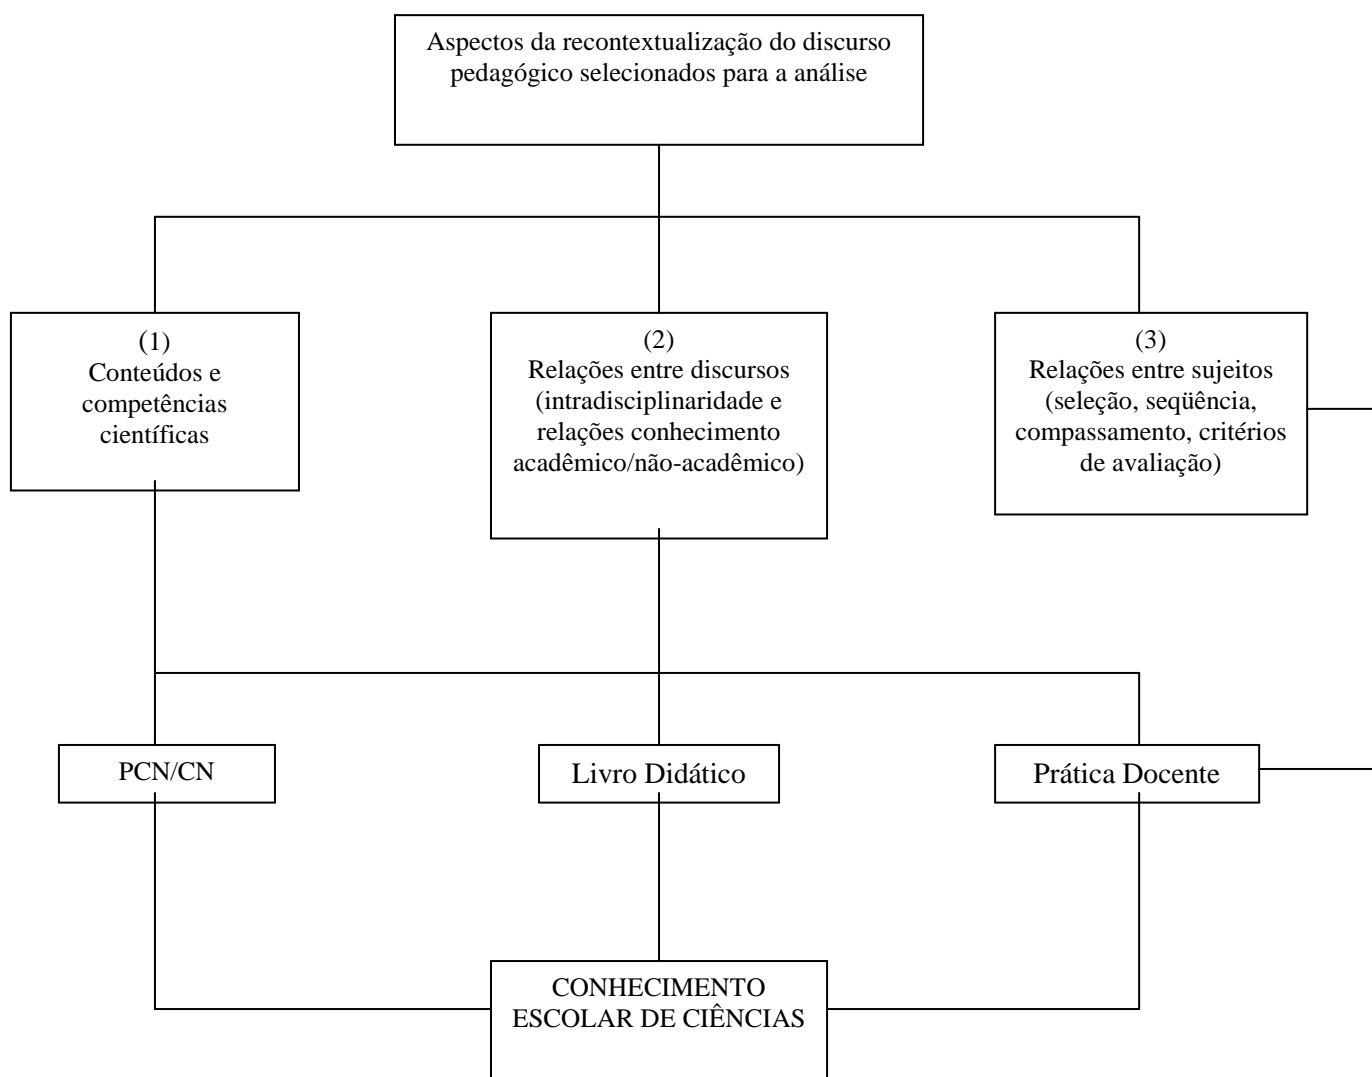 Aspectos da recontextualização do discurso
pedagógico selecionados para a análise
(1)
Conteúdos e
competências
científicas
(2)
Relações entre discursos
(intradisciplinaridade e
relações conhecimento
acadêmico/não-acadêmico)
(3)
Relações entre sujeitos
(seleção, seqüência,
compassamento, critérios
de avaliação)
PCN/CN
Livro Didático
Prática Docente
CONHECIMENTO
ESCOLAR DE CIÊNCIAS